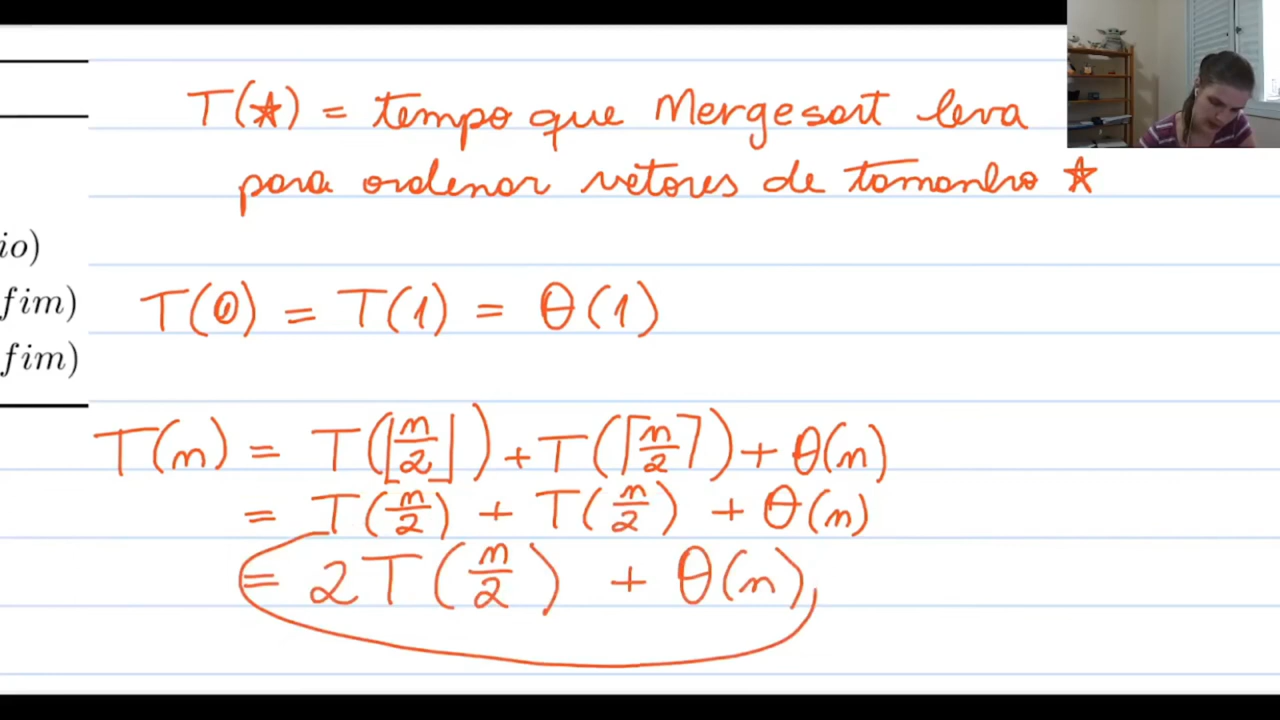 T(★) = tempo que Mergesort leva
para ordenar vetores de tamanho ★
io)
fim)
T(0) = T(1) = Θ(1)
fim)
T(n) = T(⌊n/2⌋) + T(⌈n/2⌉) + Θ(n)
= T(n/2) + T(n/2) + Θ(n)
= 2T(n/2) + Θ(n)